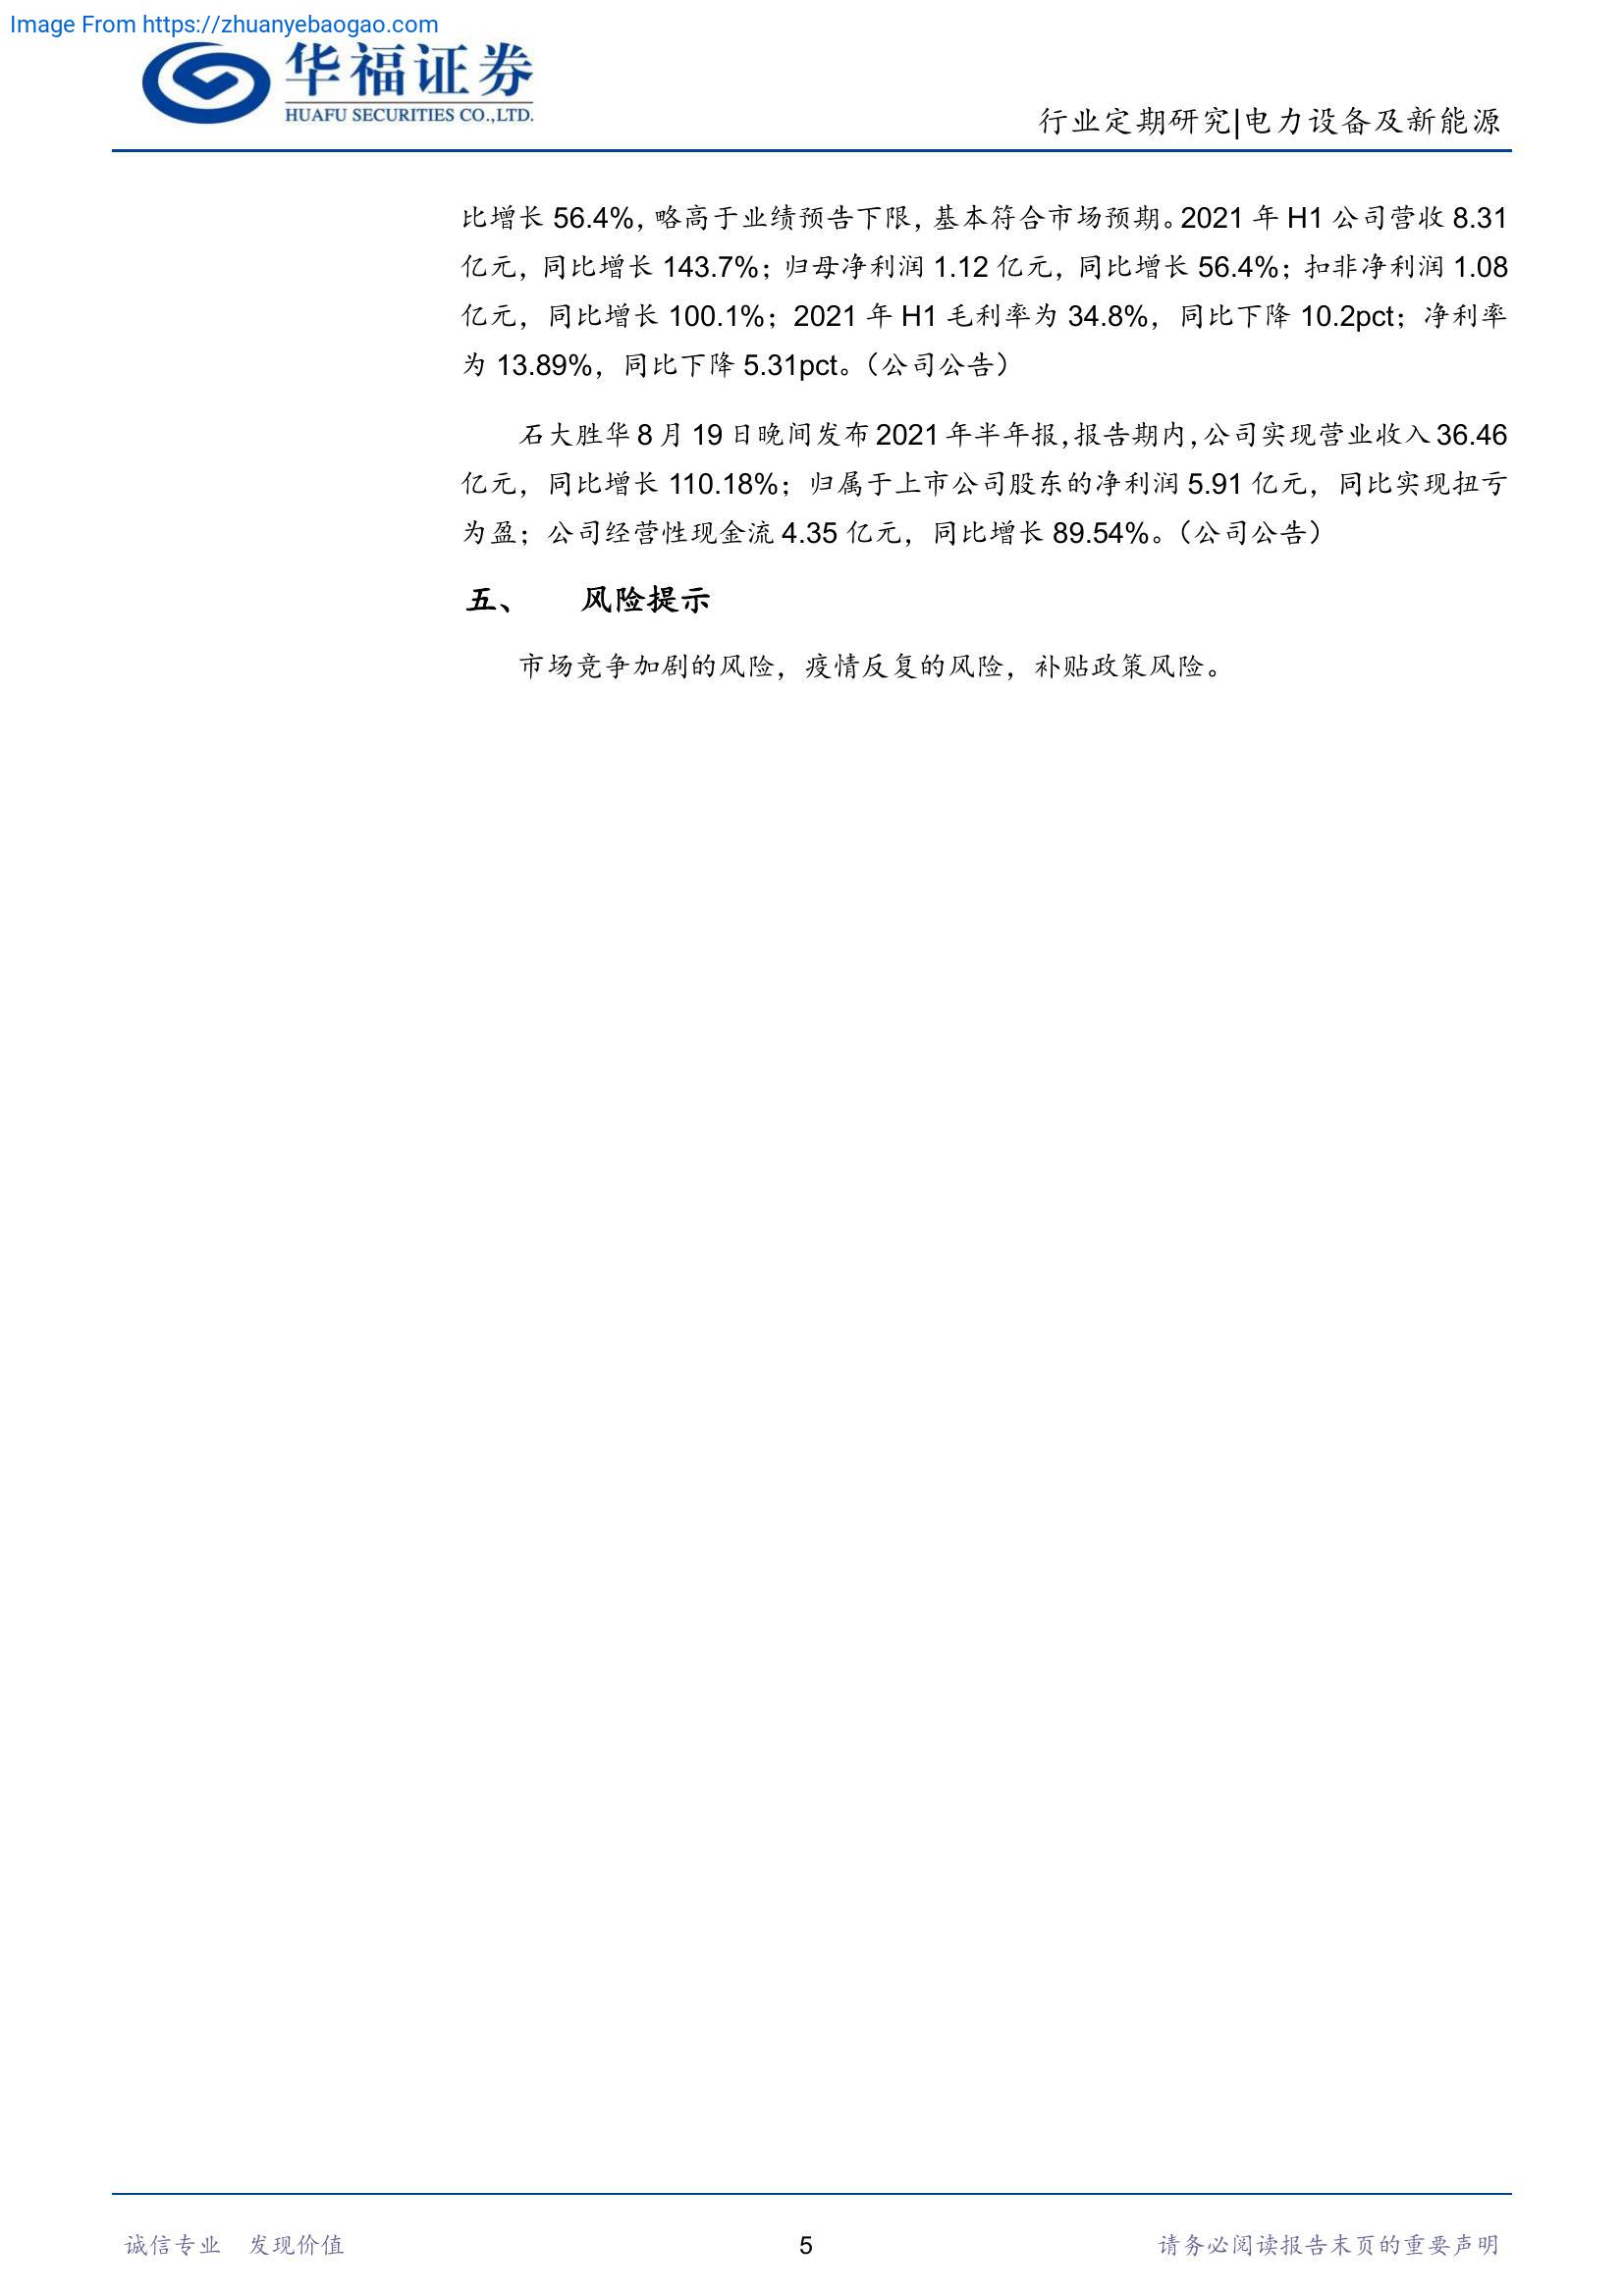 Image From https://zhuanyebaogao.com
华福证券
HUAFU SECURITIES CO.,LTD.
行业定期研究|电力设备及新能源
比增长 56.4%，略高于业绩预告下限，基本符合市场预期。2021 年 H1 公司营收 8.31
亿元，同比增长 143.7%；归母净利润 1.12 亿元，同比增长 56.4%；扣非净利润 1.08
亿元，同比增长 100.1%；2021 年 H1 毛利率为 34.8%，同比下降 10.2pct；净利率
为 13.89%，同比下降 5.31pct。（公司公告）
石大胜华 8 月 19 日晚间发布 2021 年半年报，报告期内，公司实现营业收入 36.46
亿元，同比增长 110.18%；归属于上市公司股东的净利润 5.91 亿元，同比实现扭亏
为盈；公司经营性现金流 4.35 亿元，同比增长 89.54%。（公司公告）
五、 风险提示
市场竞争加剧的风险，疫情反复的风险，补贴政策风险。
诚信专业 发现价值 5 请务必阅读报告末页的重要声明